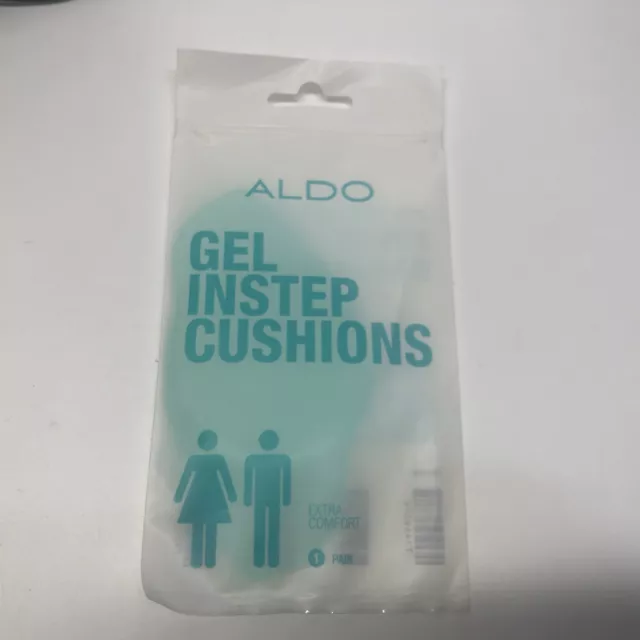 ALDO
GEL
INSTEP
CUSHIONS
EXTRA
COMFORT
1 PAIR